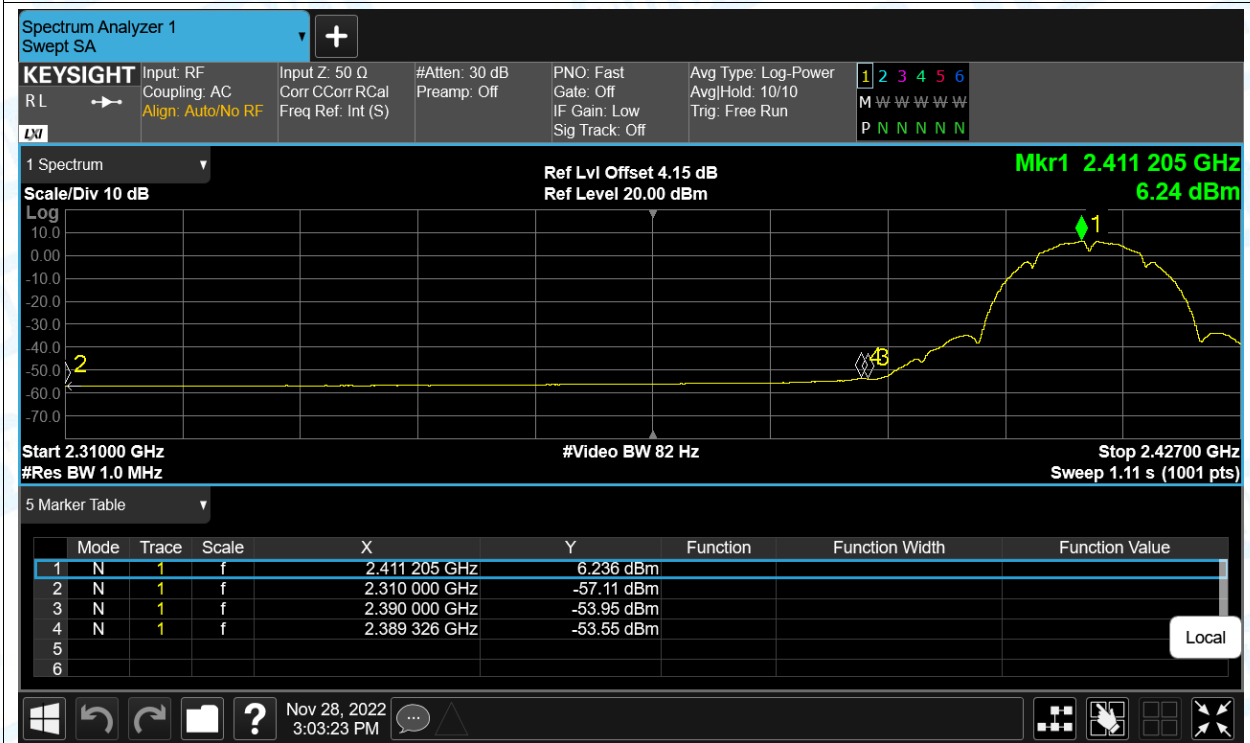 Spectrum Analyzer 1
Swept SA
KEYSIGHT
R L
LXI
Input: RF
Coupling: AC
Align: Auto/No RF
Input Z: 50 Ω
Corr CCorr RCal
Freq Ref: Int (S)
#Atten: 30 dB
Preamp: Off
PNO: Fast
Gate: Off
IF Gain: Low
Sig Track: Off
Avg Type: Log-Power
Avg|Hold: 10/10
Trig: Free Run
1 2 3 4 5 6
M W W W W W
P N N N N N
1 Spectrum
Scale/Div 10 dB
Ref Lvl Offset 4.15 dB
Ref Level 20.00 dBm
Mkr1 2.411 205 GHz
6.24 dBm
Log
10.0
0.00
-10.0
-20.0
-30.0
-40.0
-50.0
-60.0
-70.0
1
2
4 3
Start 2.31000 GHz
#Res BW 1.0 MHz
#Video BW 82 Hz
Stop 2.42700 GHz
Sweep 1.11 s (1001 pts)
5 Marker Table
Mode Trace Scale X Y Function Function Width Function Value
1 N 1 f 2.411 205 GHz 6.236 dBm
2 N 1 f 2.310 000 GHz -57.11 dBm
3 N 1 f 2.390 000 GHz -53.95 dBm
4 N 1 f 2.389 326 GHz -53.55 dBm
5
6
Local
?
Nov 28, 2022
3:03:23 PM